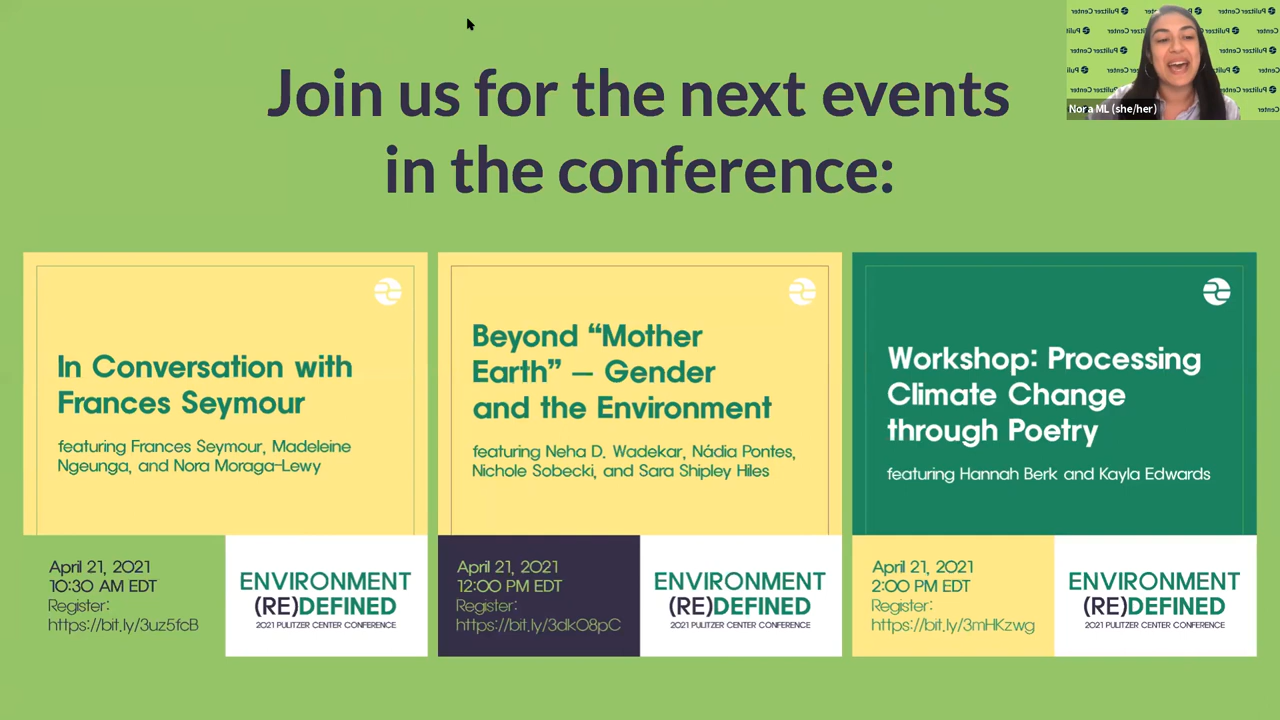 Join us for the next events
in the conference:
Nora ML (she/her)
In Conversation with
Frances Seymour
featuring Frances Seymour, Madeleine
Ngeunga, and Nora Moraga-Lewy
April 21, 2021
10:30 AM EDT
Register:
https://bit.ly/3uz5fcB
ENVIRONMENT
(RE)DEFINED
2021 PULITZER CENTER CONFERENCE
Beyond “Mother
Earth” – Gender
and the Environment
featuring Neha D. Wadekar, Nádia Pontes,
Nichole Sobecki, and Sara Shipley Hiles
April 21, 2021
12:00 PM EDT
Register:
https://bit.ly/3dkO8pC
ENVIRONMENT
(RE)DEFINED
2021 PULITZER CENTER CONFERENCE
Workshop: Processing
Climate Change
through Poetry
featuring Hannah Berk and Kayla Edwards
April 21, 2021
2:00 PM EDT
Register:
https://bit.ly/3mHKzwg
ENVIRONMENT
(RE)DEFINED
2021 PULITZER CENTER CONFERENCE